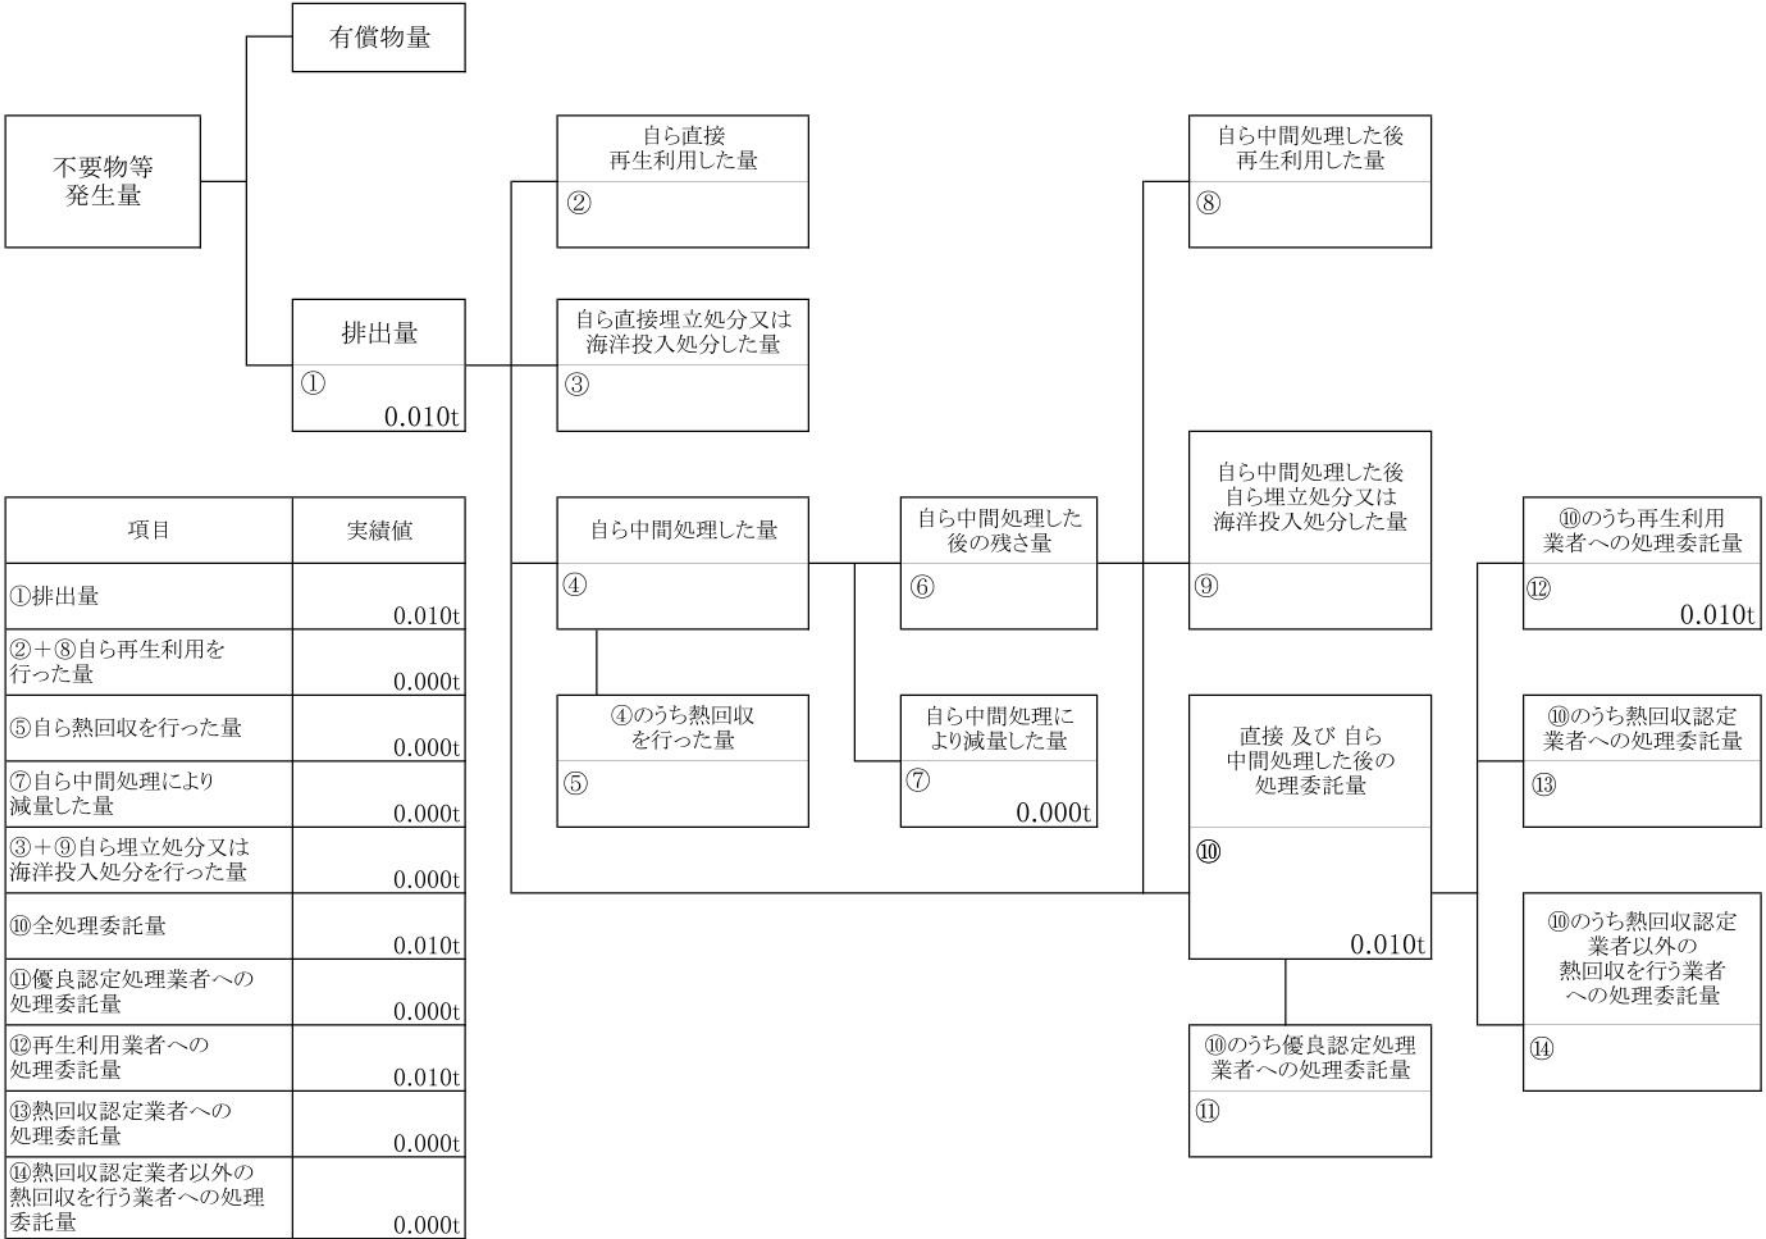 有償物量
不要物等
発生量
自ら直接
再生利用した量
②
自ら中間処理した後
再生利用した量
⑧
排出量
①
0.010t
自ら直接埋立処分又は
海洋投入処分した量
③
自ら中間処理した量
④
自ら中間処理した
後の残さ量
⑥
自ら中間処理した後
自ら埋立処分又は
海洋投入処分した量
⑨
⑩のうち再生利用
業者への処理委託量
⑫
0.010t
④のうち熱回収
を行った量
⑤
自ら中間処理に
より減量した量
⑦
0.000t
直接 及び 自ら
中間処理した後の
処理委託量
⑩
0.010t
⑩のうち熱回収認定
業者への処理委託量
⑬
⑩のうち熱回収認定
業者以外の
熱回収を行う業者
への処理委託量
⑭
⑩のうち優良認定処理
業者への処理委託量
⑪
項目 実績値
①排出量
0.010t
②+⑧自ら再生利用を
行った量
0.000t
⑤自ら熱回収を行った量
0.000t
⑦自ら中間処理により
減量した量
0.000t
③+⑨自ら埋立処分又は
海洋投入処分を行った量
0.000t
⑩全処理委託量
0.010t
⑪優良認定処理業者への
処理委託量
0.000t
⑫再生利用業者への
処理委託量
0.010t
⑬熱回収認定業者への
処理委託量
0.000t
⑭熱回収認定業者以外の
熱回収を行う業者への処理
委託量
0.000t